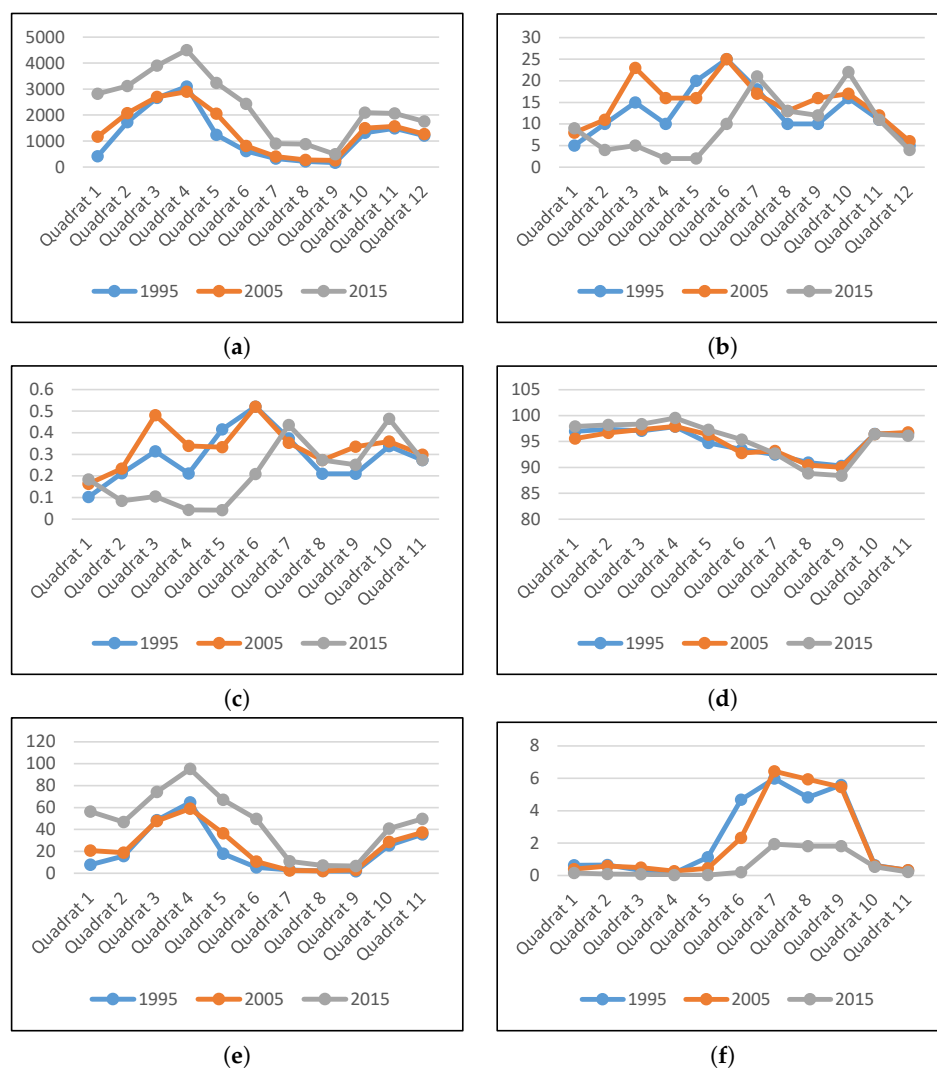 5000
4000
3000
2000
1000
0
Quadrat 1
Quadrat 2
Quadrat 3
Quadrat 4
Quadrat 5
Quadrat 6
Quadrat 7
Quadrat 8
Quadrat 9
Quadrat 10
Quadrat 11
Quadrat 12
1995 2005 2015
(a)
30
25
20
15
10
5
0
Quadrat 1
Quadrat 2
Quadrat 3
Quadrat 4
Quadrat 5
Quadrat 6
Quadrat 7
Quadrat 8
Quadrat 9
Quadrat 10
Quadrat 11
Quadrat 12
1995 2005 2015
(b)
0.6
0.5
0.4
0.3
0.2
0.1
0
Quadrat 1
Quadrat 2
Quadrat 3
Quadrat 4
Quadrat 5
Quadrat 6
Quadrat 7
Quadrat 8
Quadrat 9
Quadrat 10
Quadrat 11
1995 2005 2015
(c)
105
100
95
90
85
80
Quadrat 1
Quadrat 2
Quadrat 3
Quadrat 4
Quadrat 5
Quadrat 6
Quadrat 7
Quadrat 8
Quadrat 9
Quadrat 10
Quadrat 11
1995 2005 2015
(d)
120
100
80
60
40
20
0
Quadrat 1
Quadrat 2
Quadrat 3
Quadrat 4
Quadrat 5
Quadrat 6
Quadrat 7
Quadrat 8
Quadrat 9
Quadrat 10
Quadrat 11
1995 2005 2015
(e)
8
6
4
2
0
Quadrat 1
Quadrat 2
Quadrat 3
Quadrat 4
Quadrat 5
Quadrat 6
Quadrat 7
Quadrat 8
Quadrat 9
Quadrat 10
Quadrat 11
1995 2005 2015
(f)